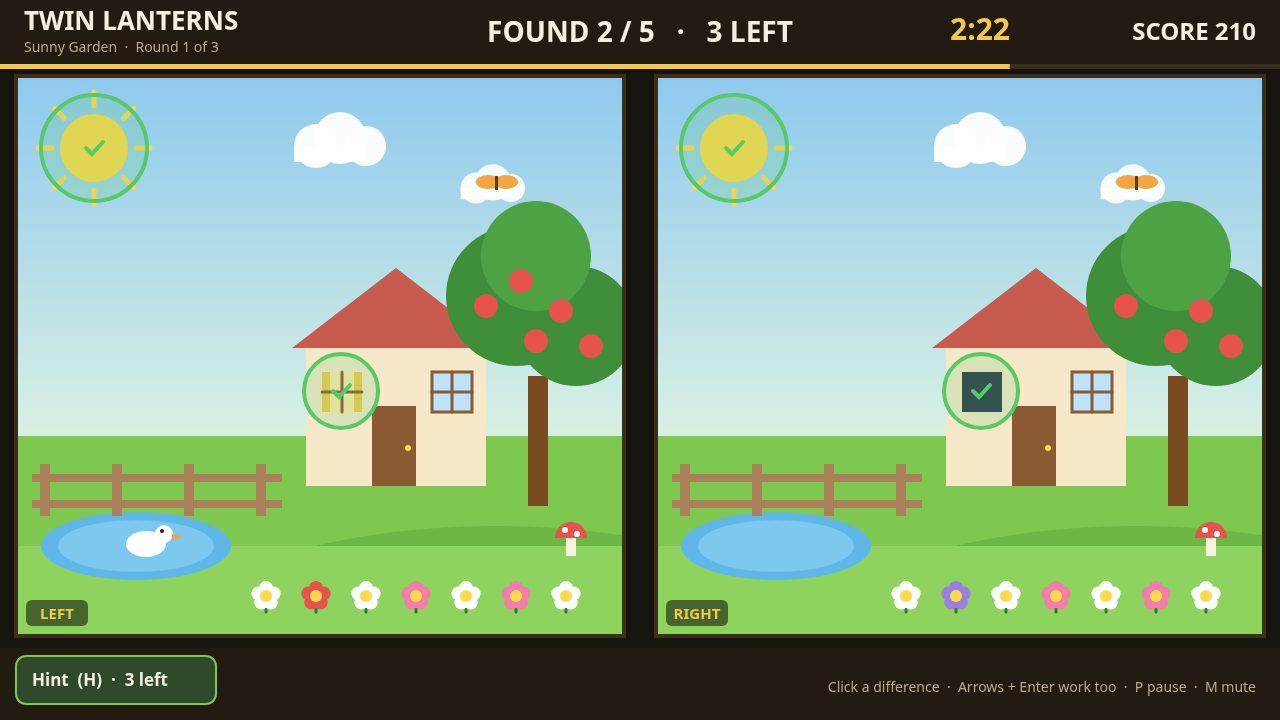 TWIN LANTERNS
Sunny Garden · Round 1 of 3
FOUND 2 / 5 · 3 LEFT
2:22
SCORE 210
LEFT
RIGHT
Hint (H) · 3 left
Click a difference · Arrows + Enter work too · P pause · M mute